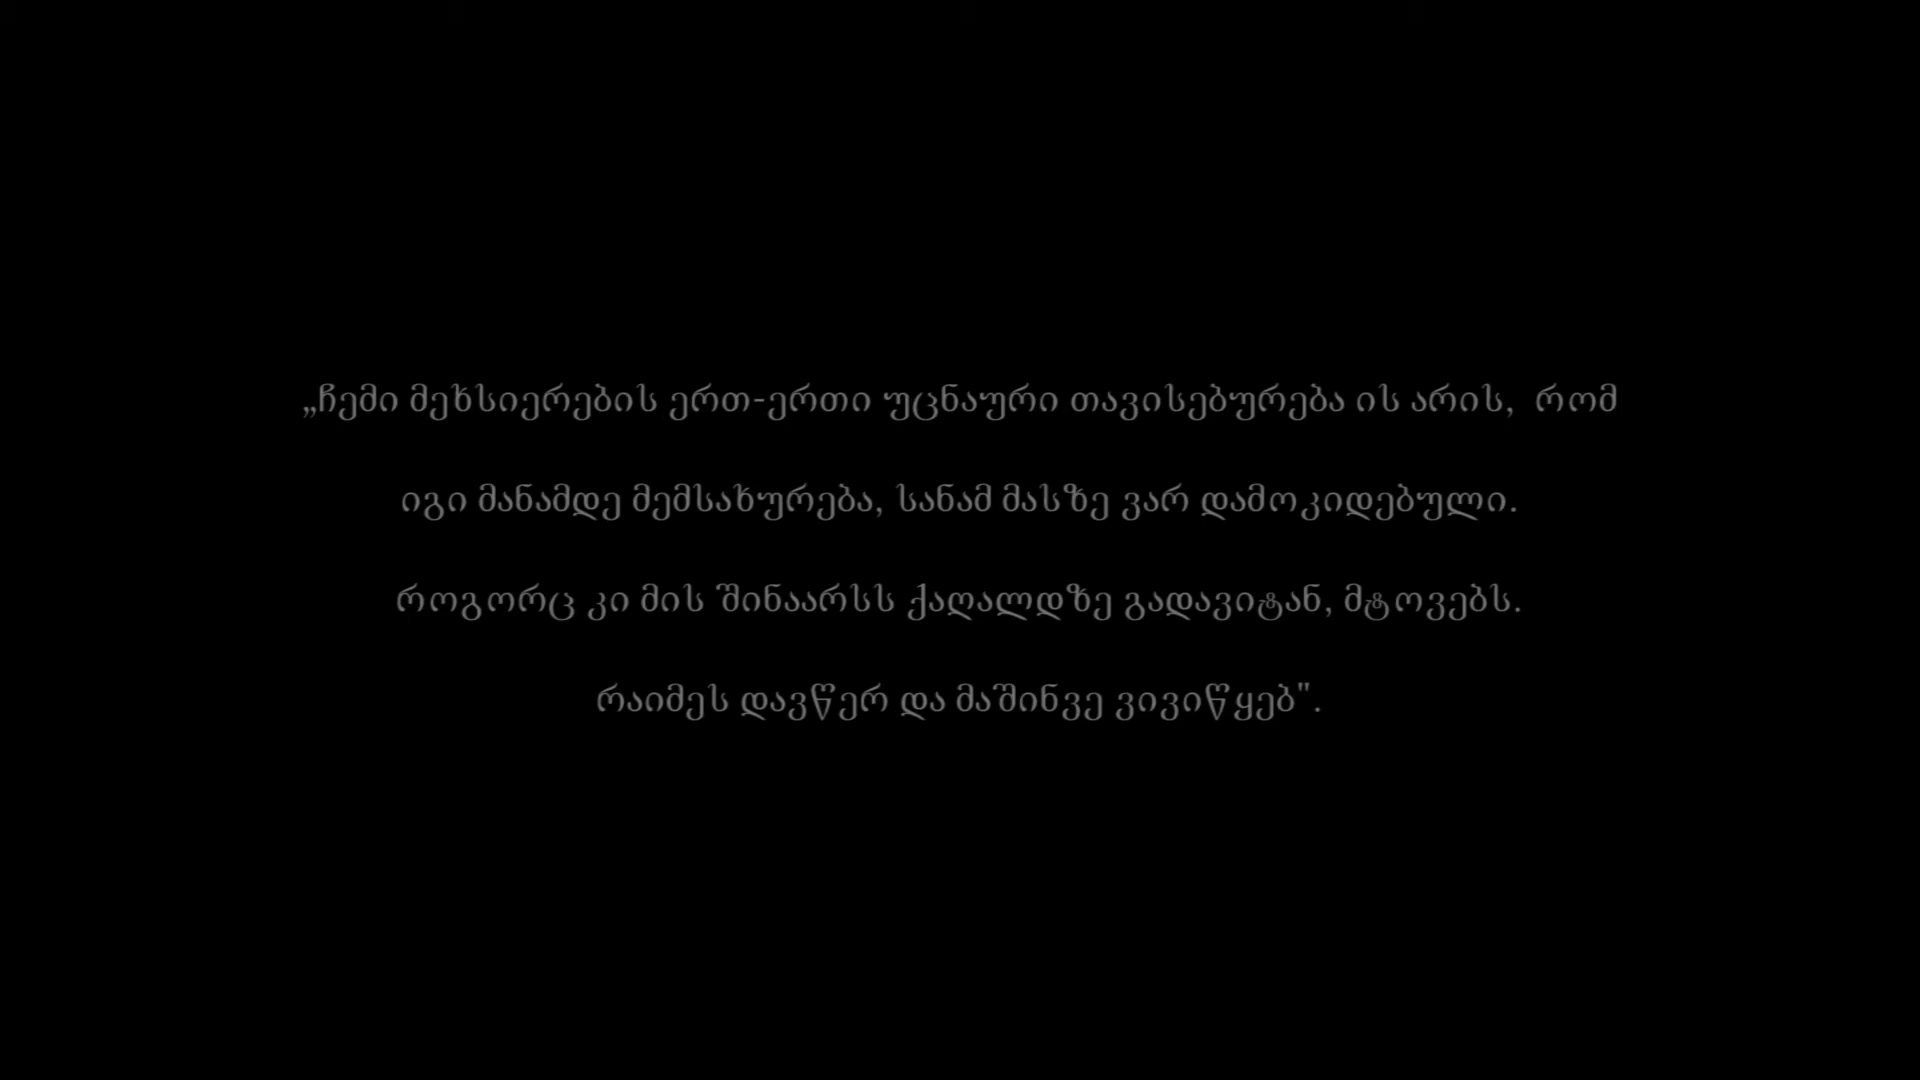 „ჩემი მეხსიერების ერთ-ერთი უცნაური თავისებურება ის არის,  რომ
იგი მანამდე მემსახურება, სანამ მასზე ვარ დამოკიდებული.
როგორც კი მის შინაარსს ქაღალდზე გადავიტან, მტოვებს.
რაიმეს დავწერ და მაშინვე ვივიწყებ".